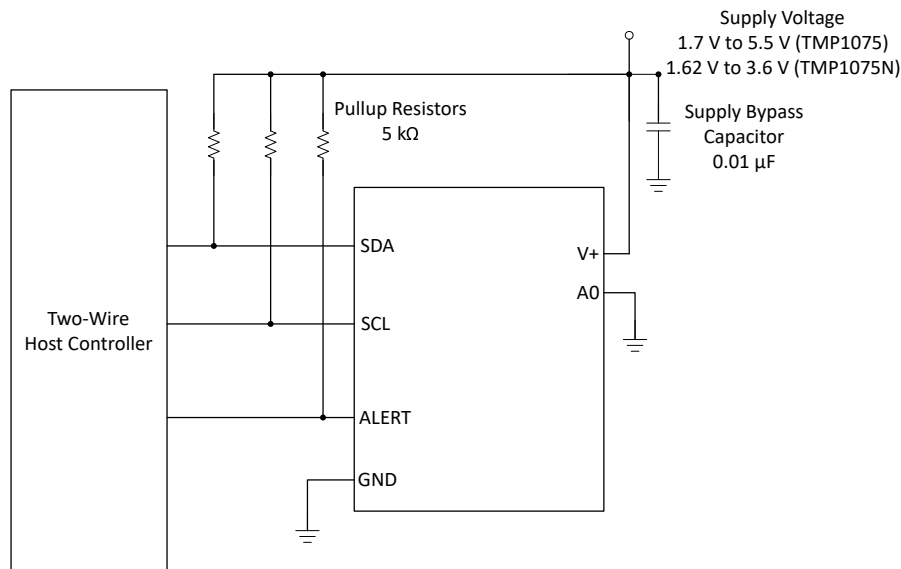 Supply Voltage
1.7 V to 5.5 V (TMP1075)
1.62 V to 3.6 V (TMP1075N)
Pullup Resistors
5 kΩ
Supply Bypass
Capacitor
0.01 µF
SDA
V+
A0
Two-Wire
Host Controller
SCL
ALERT
GND